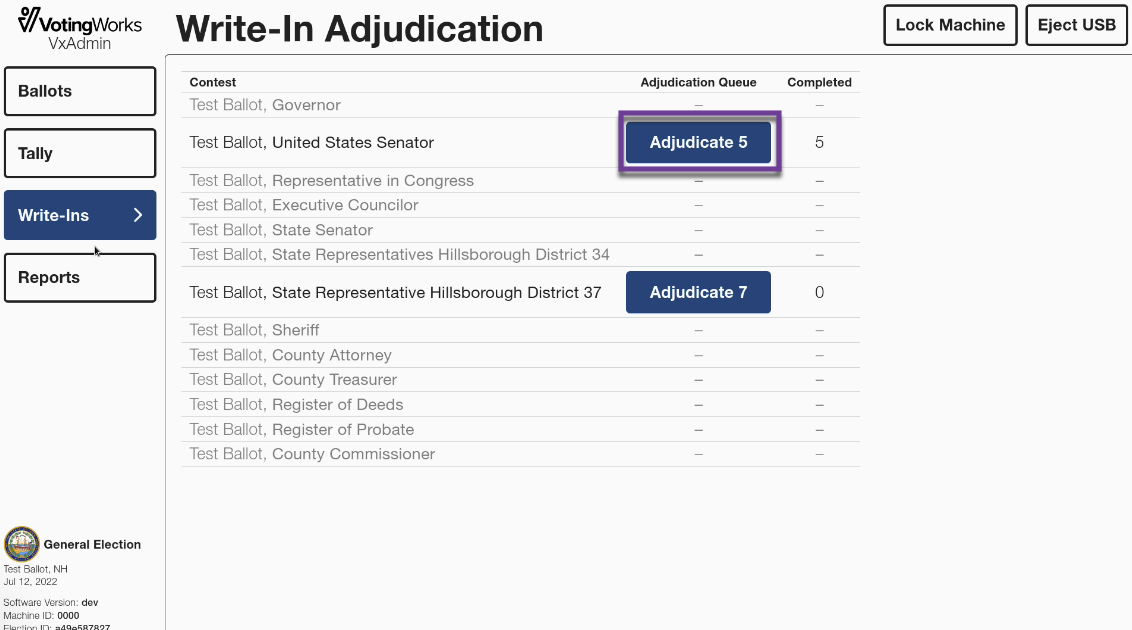 VotingWorks
VxAdmin
Write-In Adjudication
Lock Machine
Eject USB
Ballots
Tally
Write-Ins
Reports
Contest Adjudication Queue Completed
Test Ballot, Governor – –
Test Ballot, United States Senator Adjudicate 5 5
Test Ballot, Representative in Congress – –
Test Ballot, Executive Councilor – –
Test Ballot, State Senator – –
Test Ballot, State Representatives Hillsborough District 34 – –
Test Ballot, State Representative Hillsborough District 37 Adjudicate 7 0
Test Ballot, Sheriff – –
Test Ballot, County Attorney – –
Test Ballot, County Treasurer – –
Test Ballot, Register of Deeds – –
Test Ballot, Register of Probate – –
Test Ballot, County Commissioner – –
General Election
Test Ballot, NH
Jul 12, 2022
Software Version: dev
Machine ID: 0000
Election ID: a49e587827